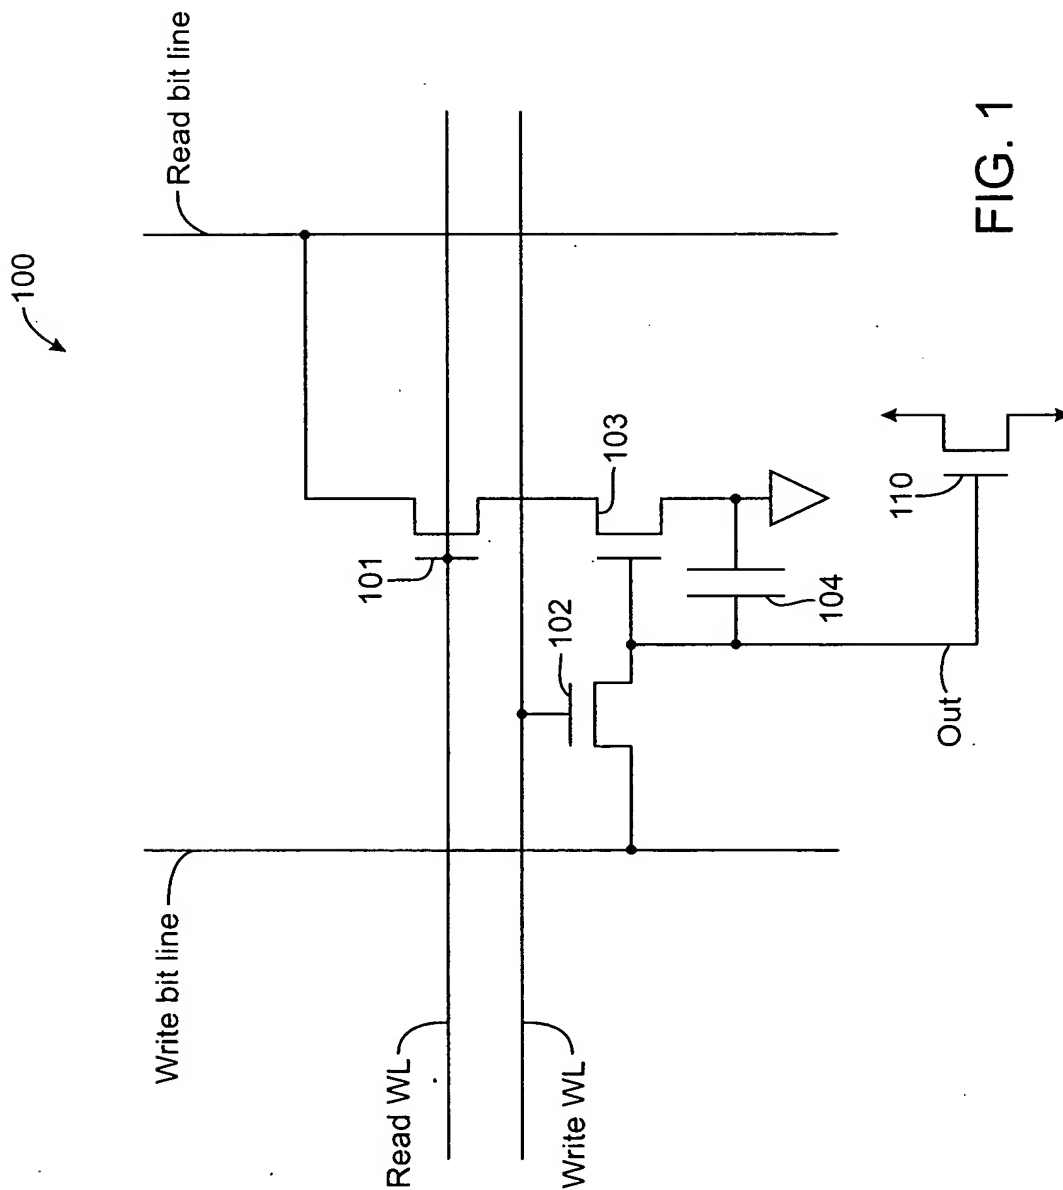 100
Read bit line
Write bit line
101
102
103
Read WL
Write WL
104
110
Out
FIG. 1